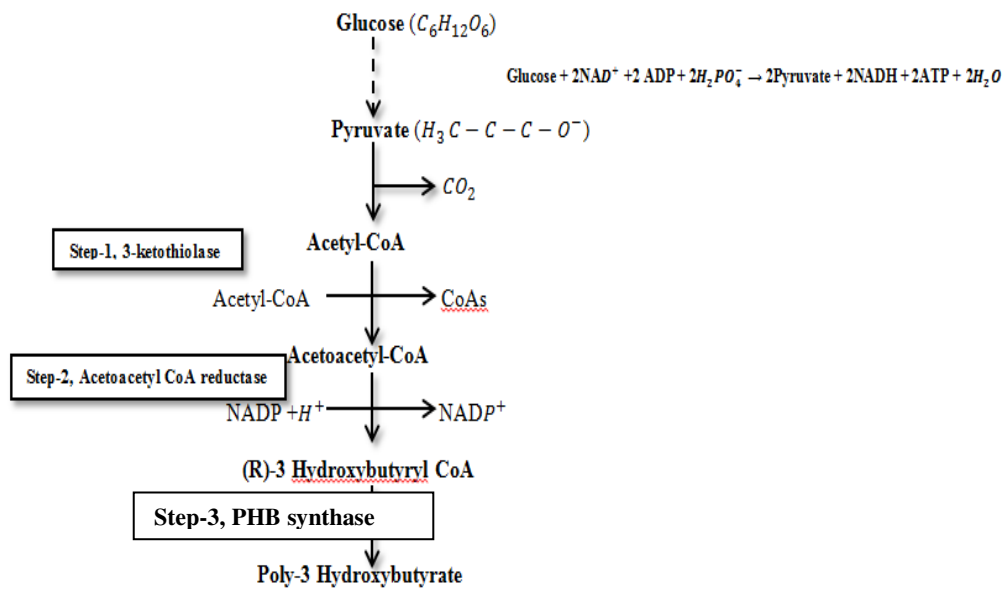 Glucose (C₆H₁₂O₆)
Glucose + 2NAD⁺ +2 ADP + 2H₂PO₄⁻ → 2Pyruvate + 2NADH + 2ATP + 2H₂O
Pyruvate (H₃ C − C − C − O⁻)
CO₂
Step-1, 3-ketothiolase
Acetyl-CoA
Acetyl-CoA
CoAs
Acetoacetyl-CoA
Step-2, Acetoacetyl CoA reductase
NADP +H⁺
NADP⁺
(R)-3 Hydroxybutyryl CoA
Step-3, PHB synthase
Poly-3 Hydroxybutyrate